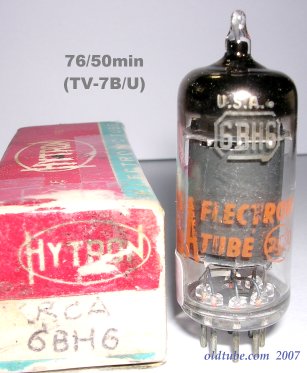 76/50min
(TV-7B/U)
U.S.A.
6BH6
ELECTRON
TUBE
HYTRON
RCA
6BH6
oldtube.com 2007